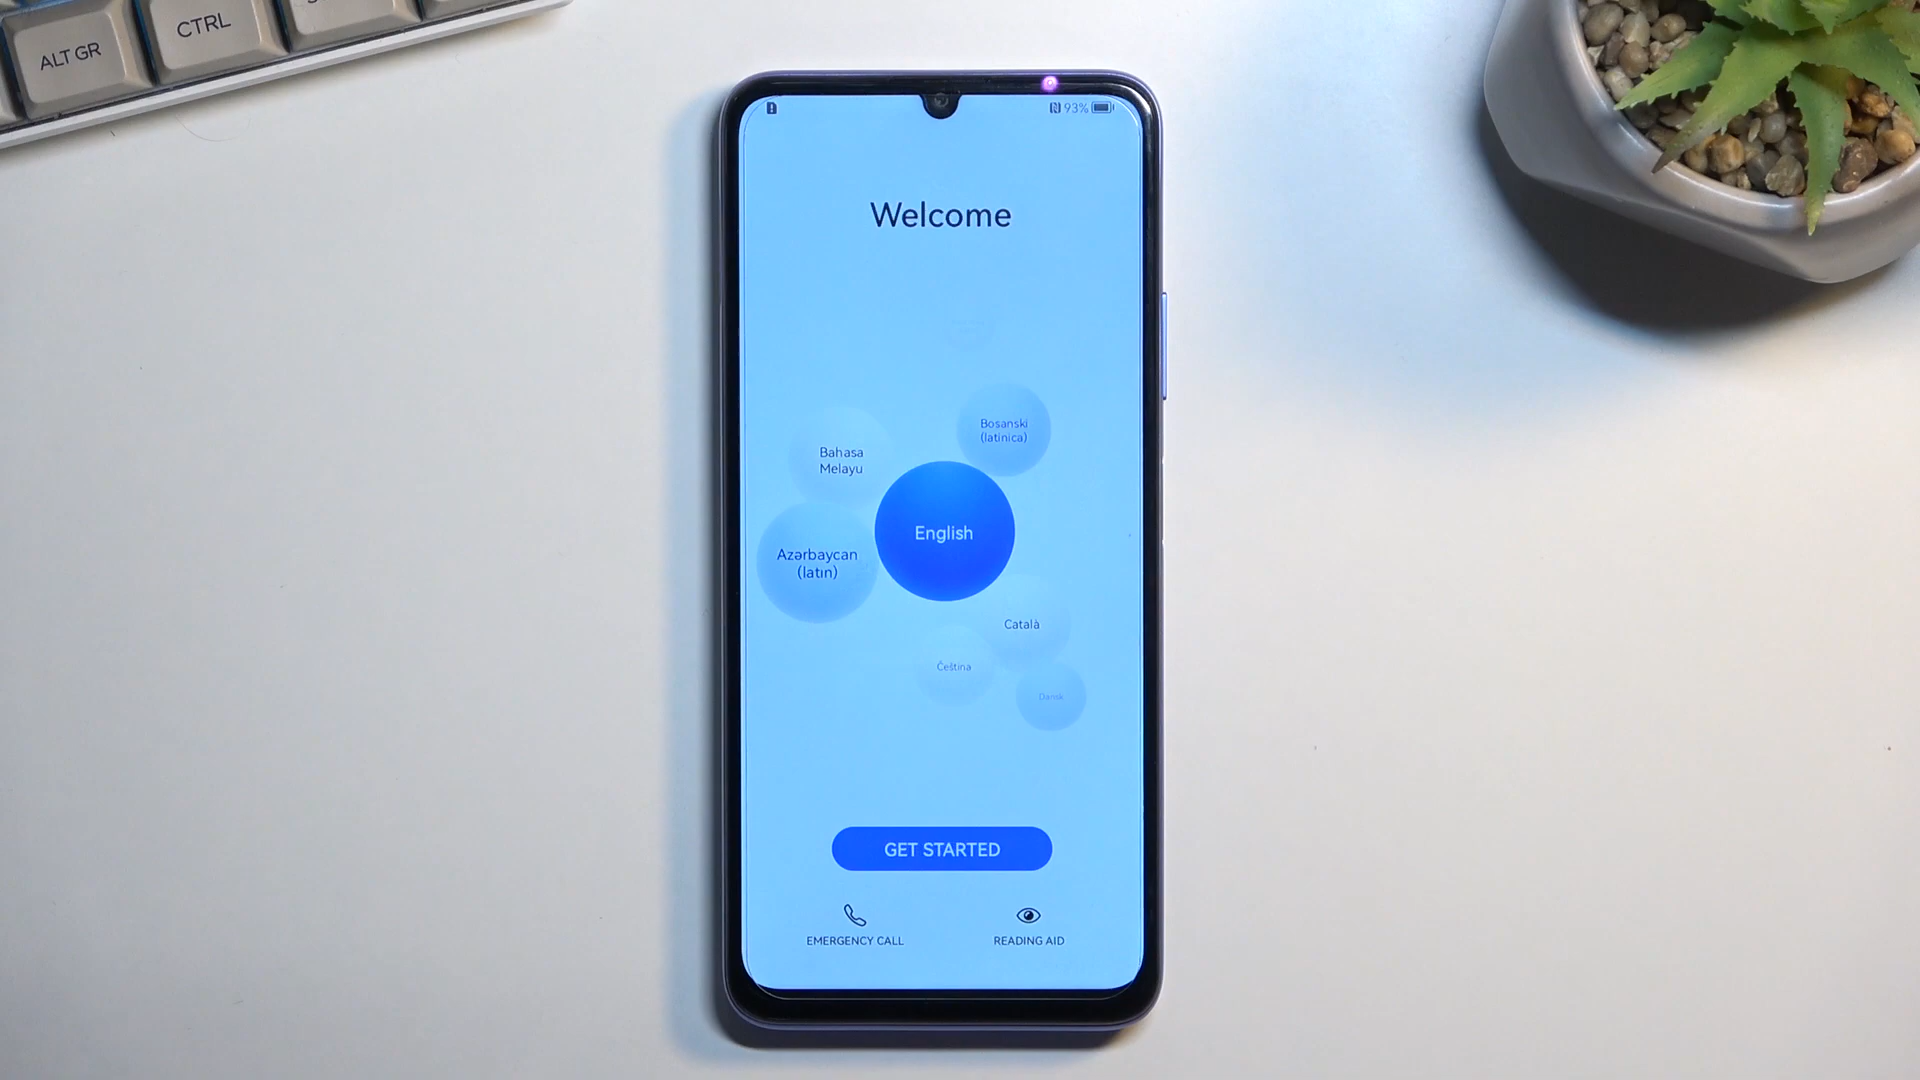 CTRL
ALT GR
93%
Welcome
Bosanski
(latinica)
Bahasa
Melayu
English
Azərbaycan
(latın)
Català
Čeština
Dansk
GET STARTED
EMERGENCY CALL
READING AID